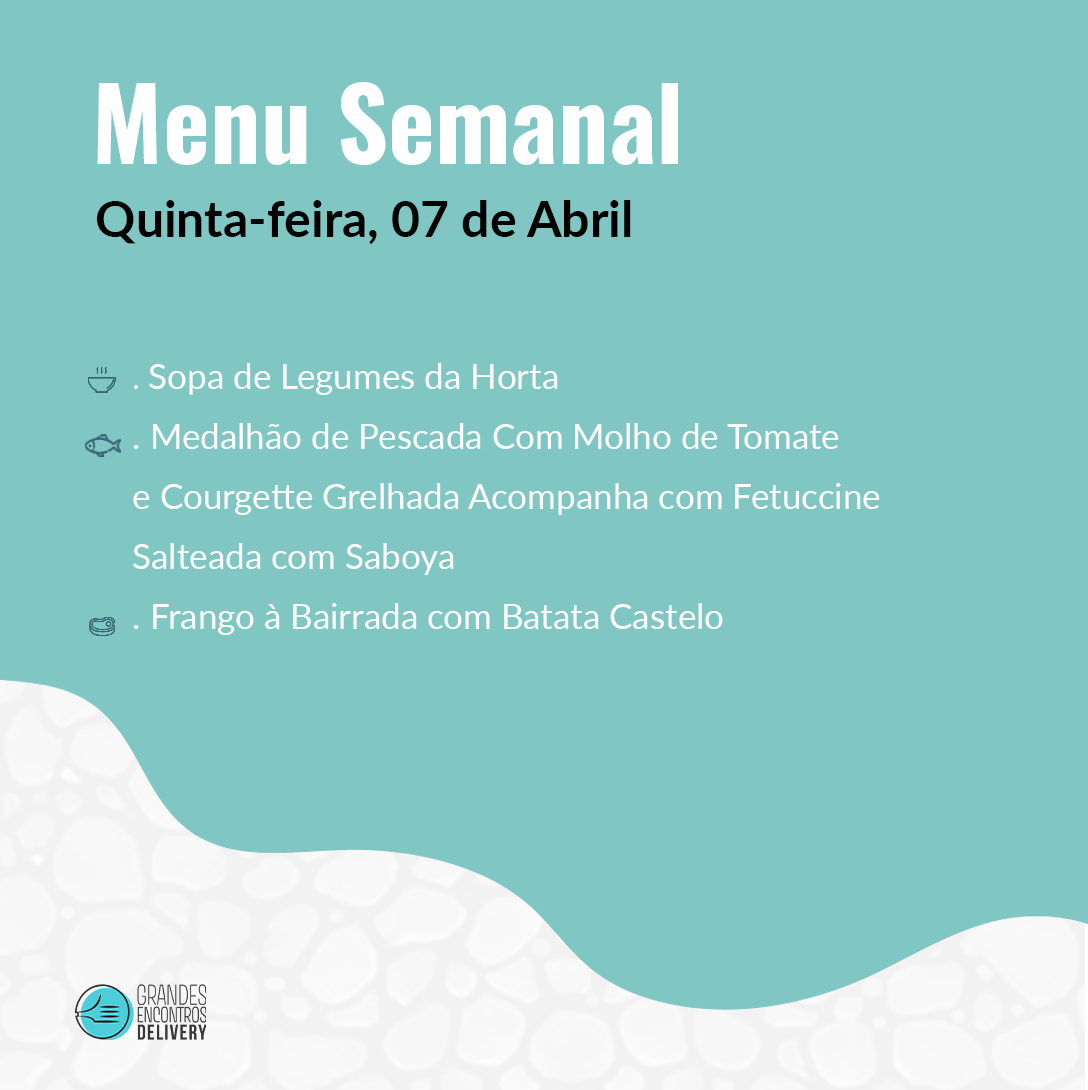 Menu Semanal
Quinta-feira, 07 de Abril
. Sopa de Legumes da Horta
. Medalhão de Pescada Com Molho de Tomate
e Courgette Grelhada Acompanha com Fetuccine
Salteada com Saboya
. Frango à Bairrada com Batata Castelo
GRANDES
ENCONTROS
DELIVERY